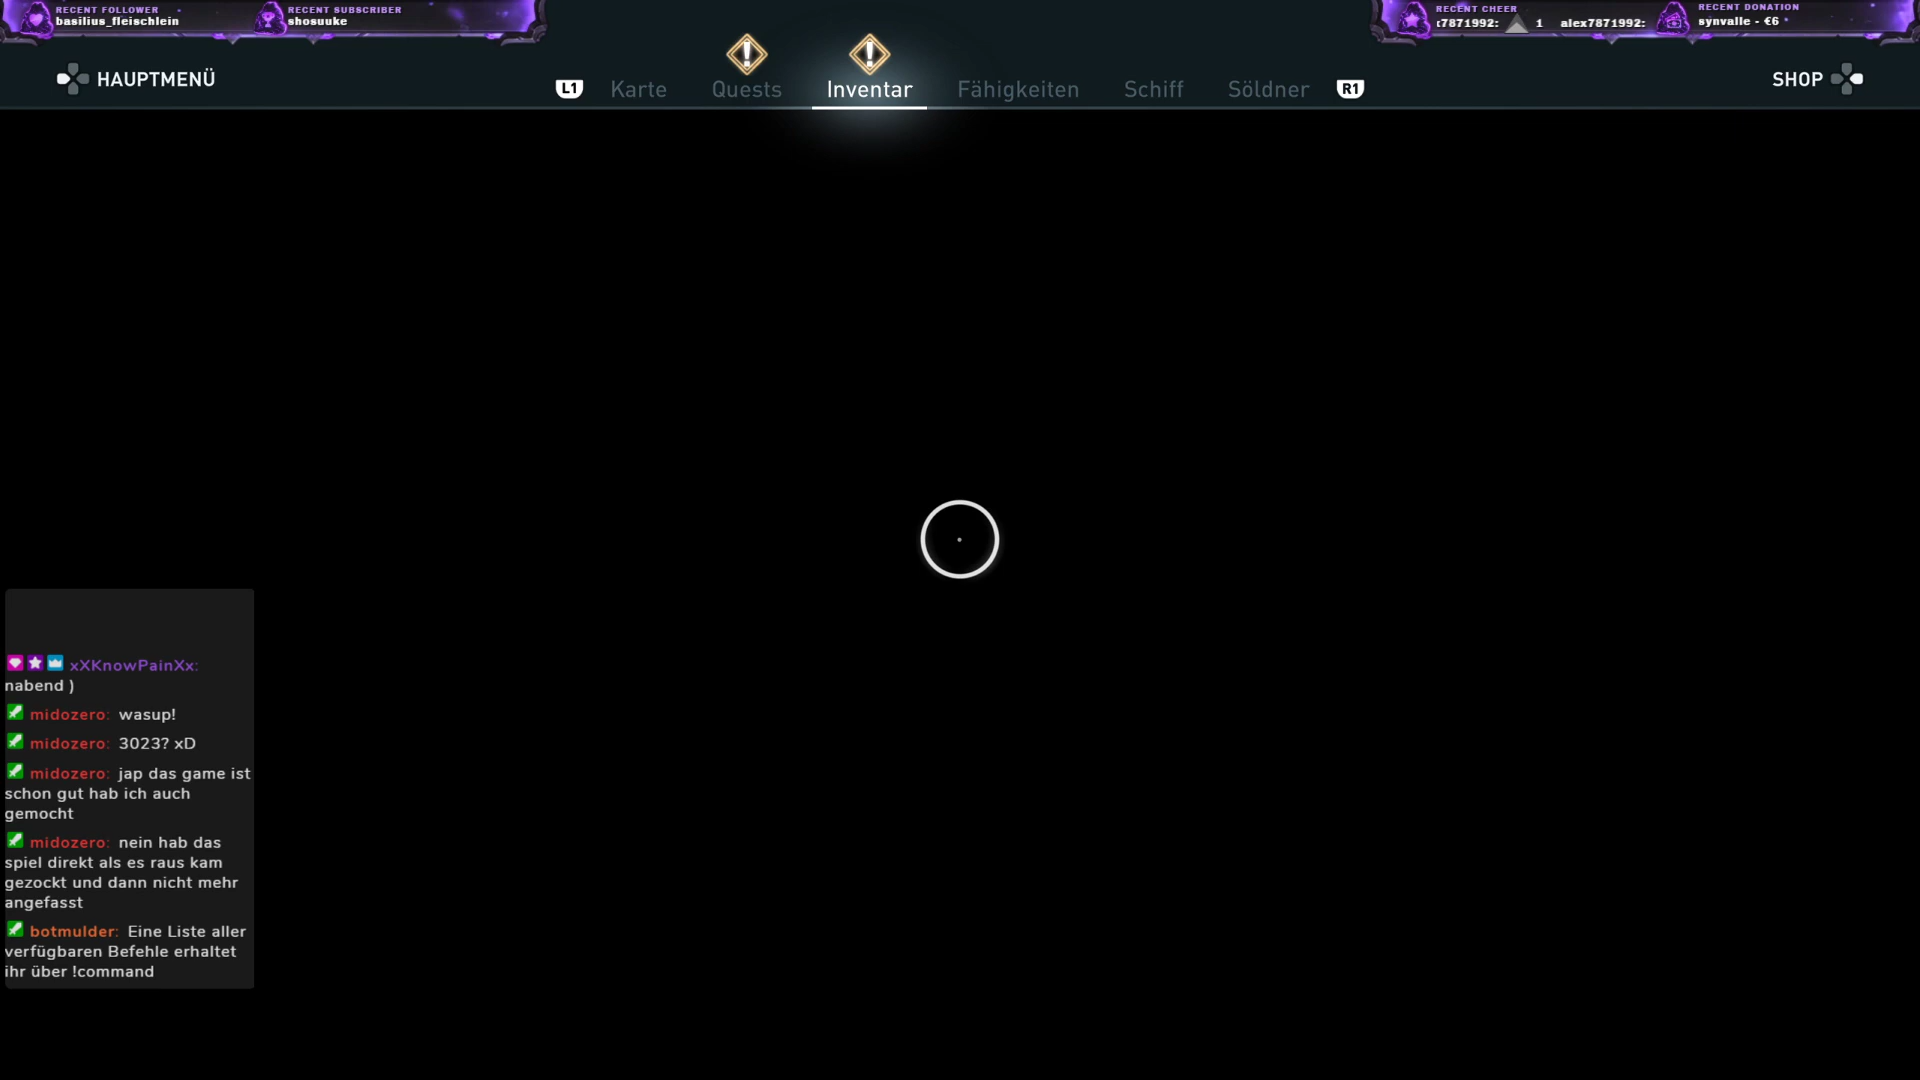 RECENT FOLLOWER
basilius_fleischlein
RECENT SUBSCRIBER
shosuuke
RECENT CHEER
:7871992: 1 alex7871992:
RECENT DONATION
synvalle - €6
HAUPTMENÜ
L1 Karte Quests Inventar Fähigkeiten Schiff Söldner R1
SHOP
xXKnowPainXx:
nabend )
midozero: wasup!
midozero: 3023? xD
midozero: jap das game ist
schon gut hab ich auch
gemocht
midozero: nein hab das
spiel direkt als es raus kam
gezockt und dann nicht mehr
angefasst
botmulder: Eine Liste aller
verfügbaren Befehle erhaltet
ihr über !command